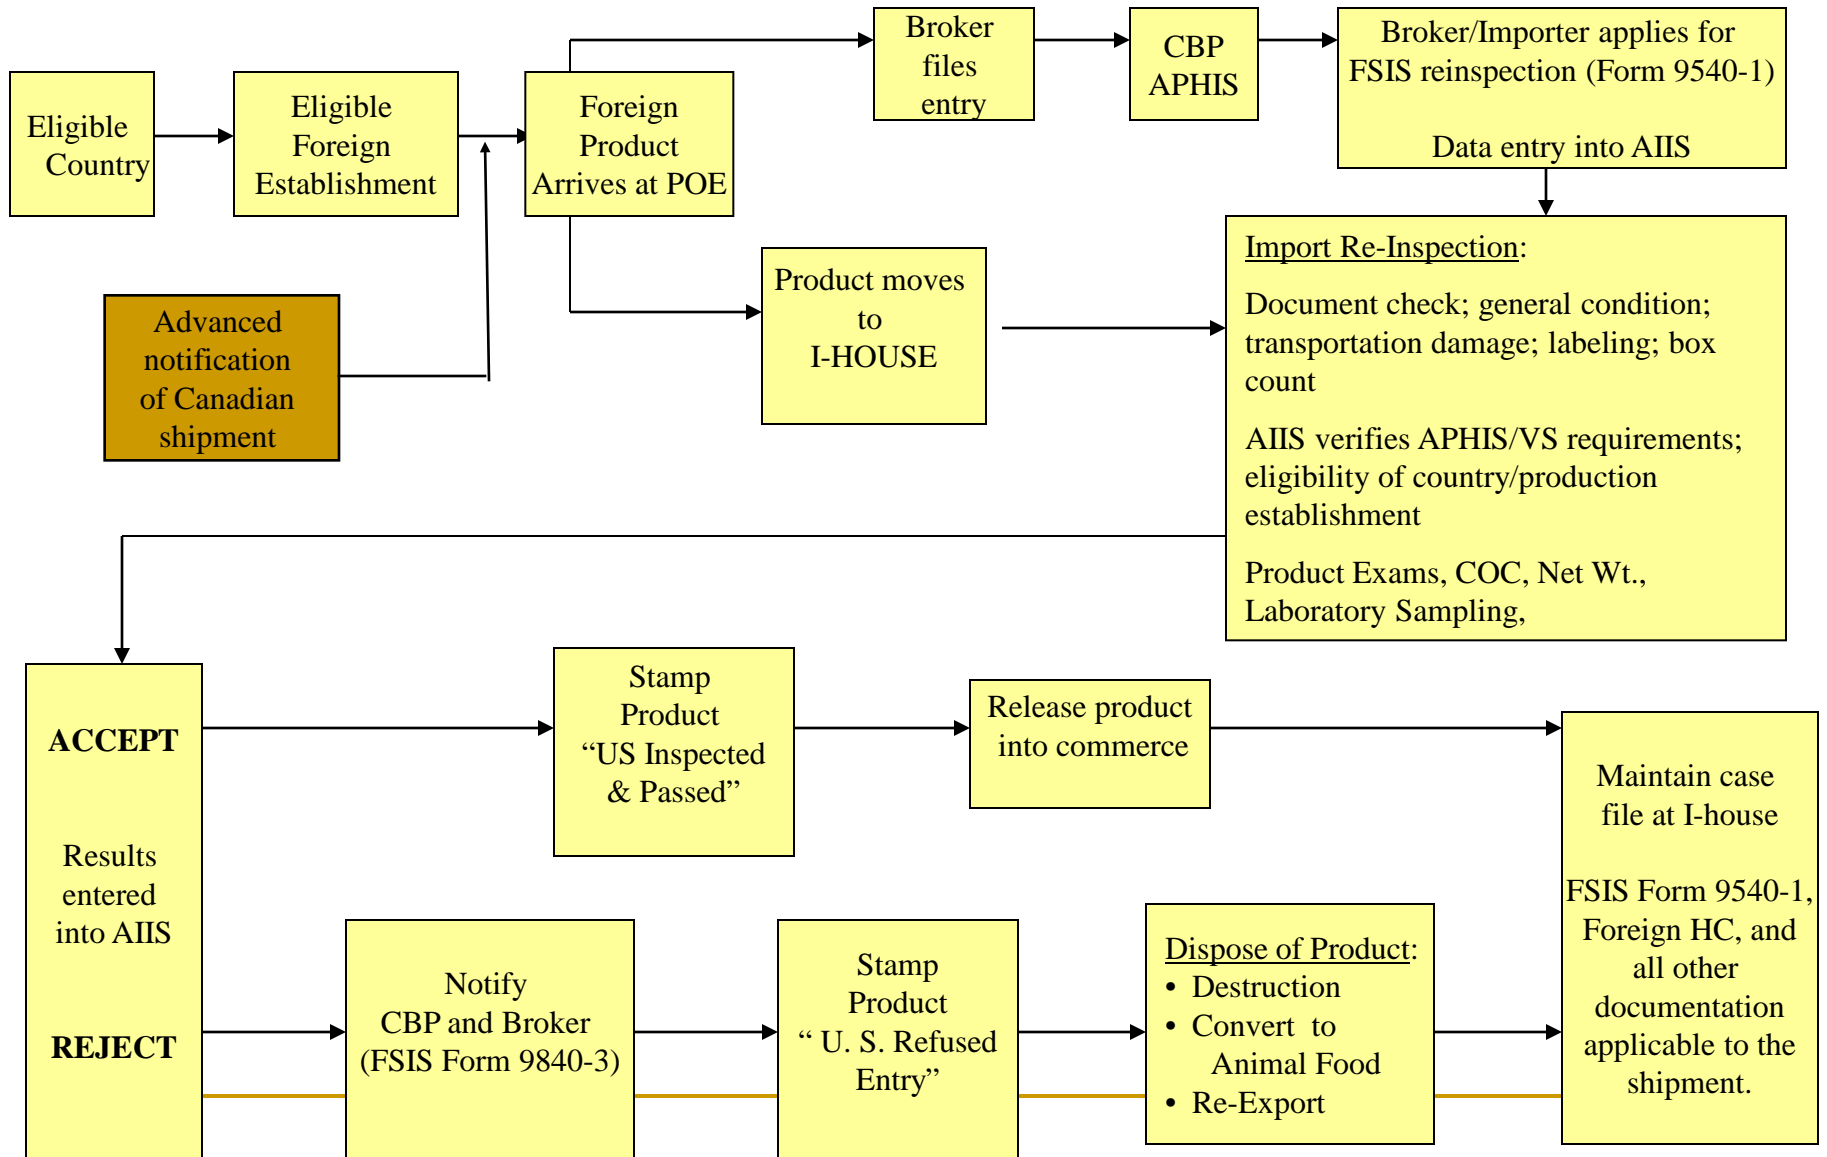 Eligible
Country
Eligible
Foreign
Establishment
Foreign
Product
Arrives at POE
Broker
files
entry
CBP
APHIS
Broker/Importer applies for
FSIS reinspection (Form 9540-1)
Data entry into AIIS
Advanced
notification
of Canadian
shipment
Product moves
to
I-HOUSE
Import Re-Inspection:
Document check; general condition;
transportation damage; labeling; box
count
AIIS verifies APHIS/VS requirements;
eligibility of country/production
establishment
Product Exams, COC, Net Wt.,
Laboratory Sampling,
ACCEPT
Results
entered
into AIIS
REJECT
Stamp
Product
“US Inspected
& Passed”
Release product
into commerce
Notify
CBP and Broker
(FSIS Form 9840-3)
Stamp
Product
“ U. S. Refused
Entry”
Dispose of Product:
• Destruction
• Convert to
Animal Food
• Re-Export
Maintain case
file at I-house
FSIS Form 9540-1,
Foreign HC, and
all other
documentation
applicable to the
shipment.